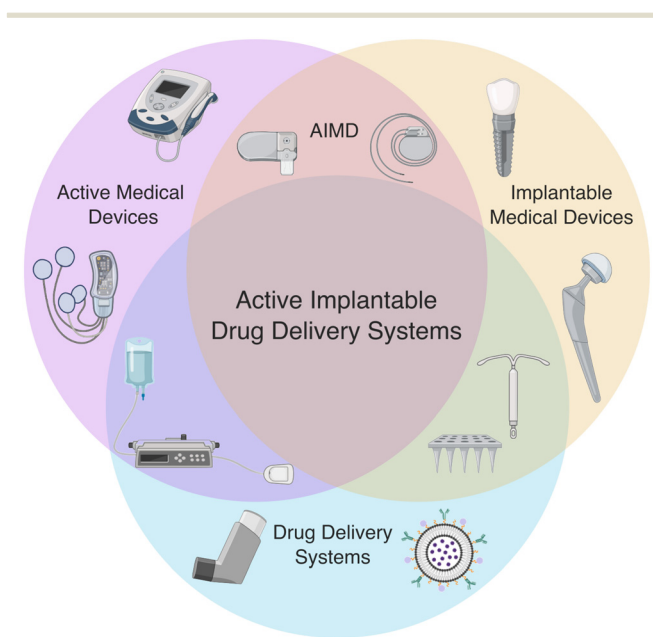 AIMD
Active Medical
Devices
Implantable
Medical Devices
Active Implantable
Drug Delivery Systems
Drug Delivery
Systems